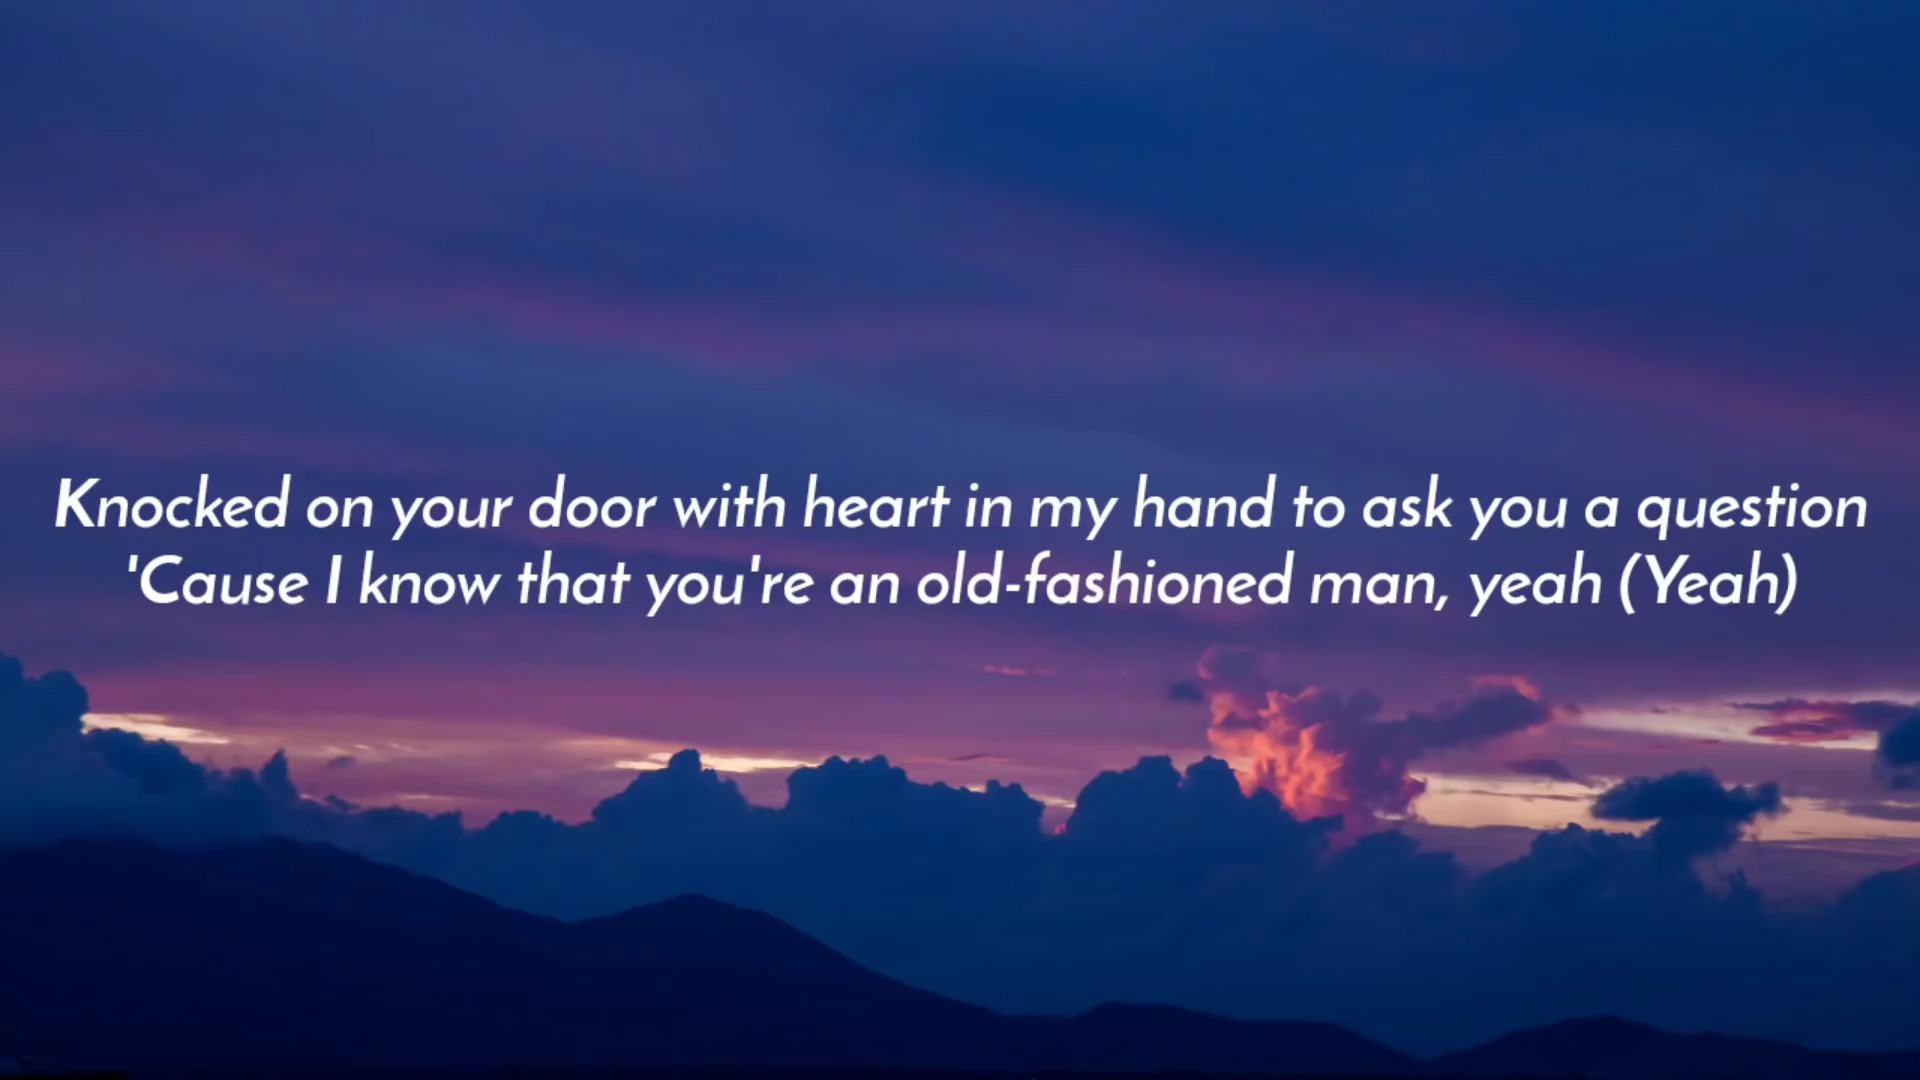 Knocked on your door with heart in my hand to ask you a question
'Cause I know that you're an old-fashioned man, yeah (Yeah)